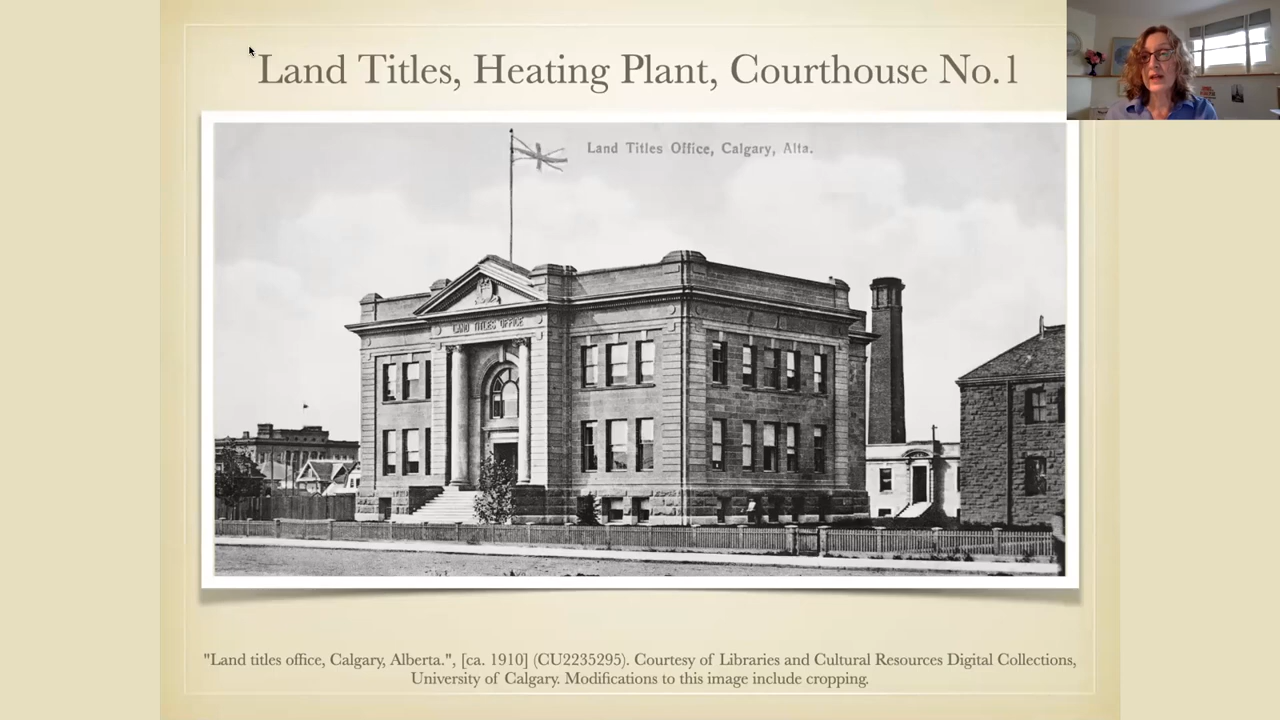 Land Titles, Heating Plant, Courthouse No.1
Land Titles Office, Calgary, Alta.
LAND TITLES OFFICE
"Land titles office, Calgary, Alberta.", [ca. 1910] (CU2235295). Courtesy of Libraries and Cultural Resources Digital Collections,
University of Calgary. Modifications to this image include cropping.